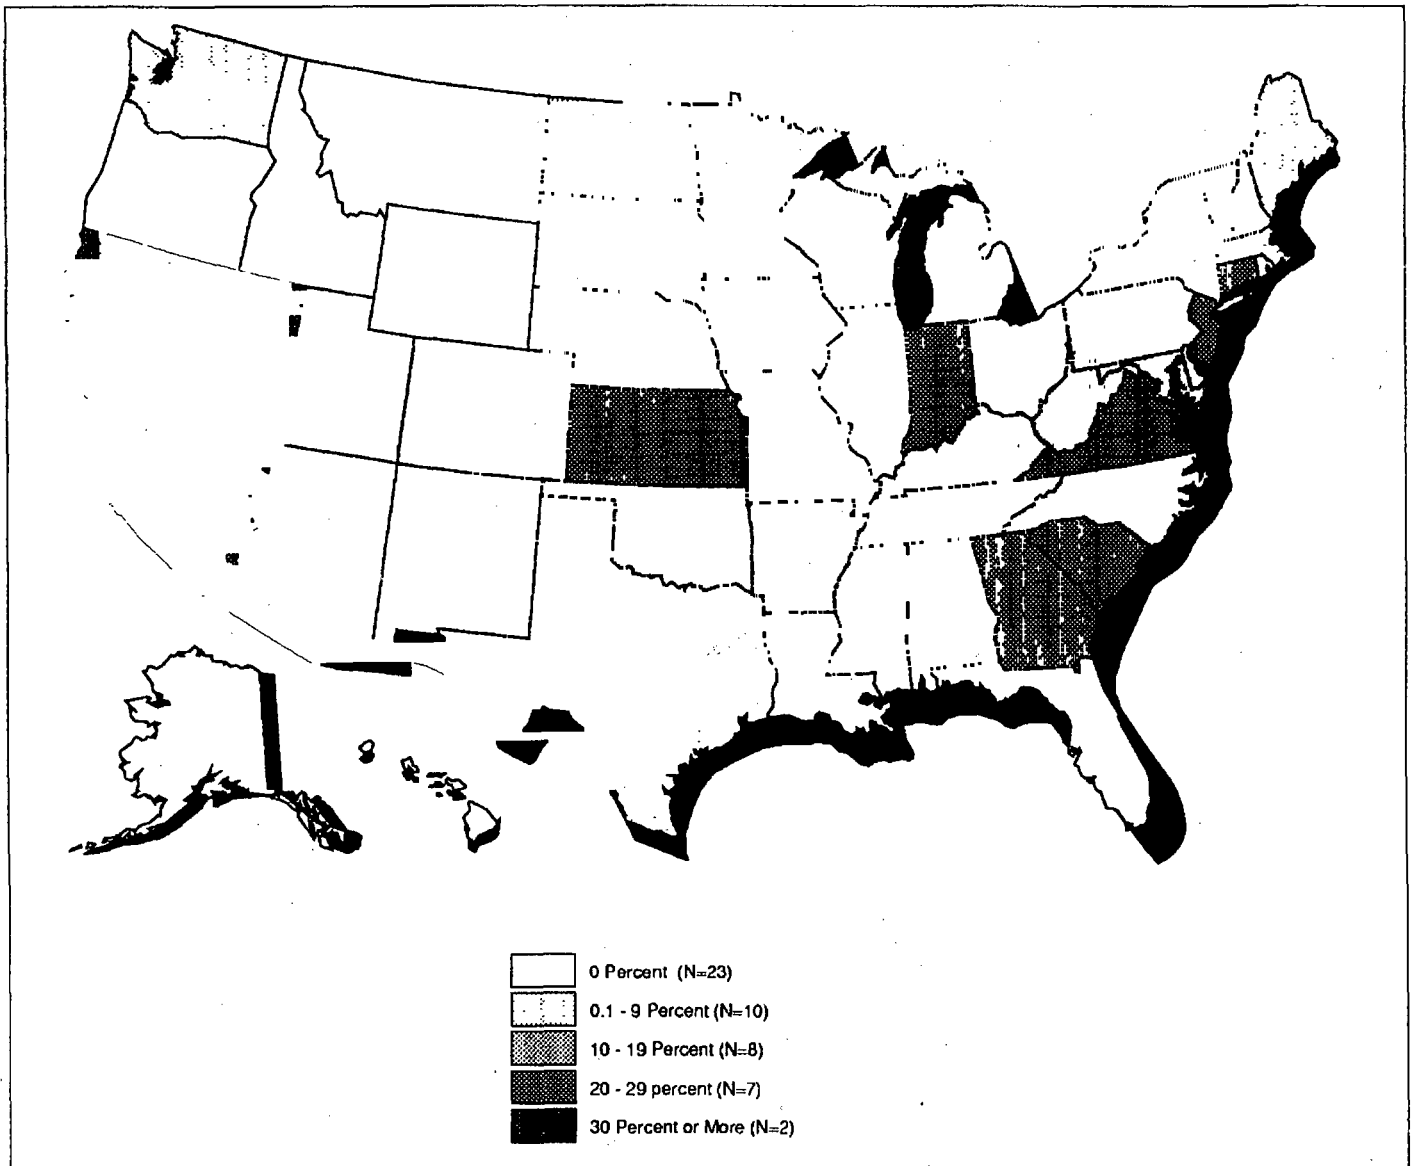 0 Percent (N=23)
0.1 - 9 Percent (N=10)
10 - 19 Percent (N=8)
20 - 29 percent (N=7)
30 Percent or More (N=2)